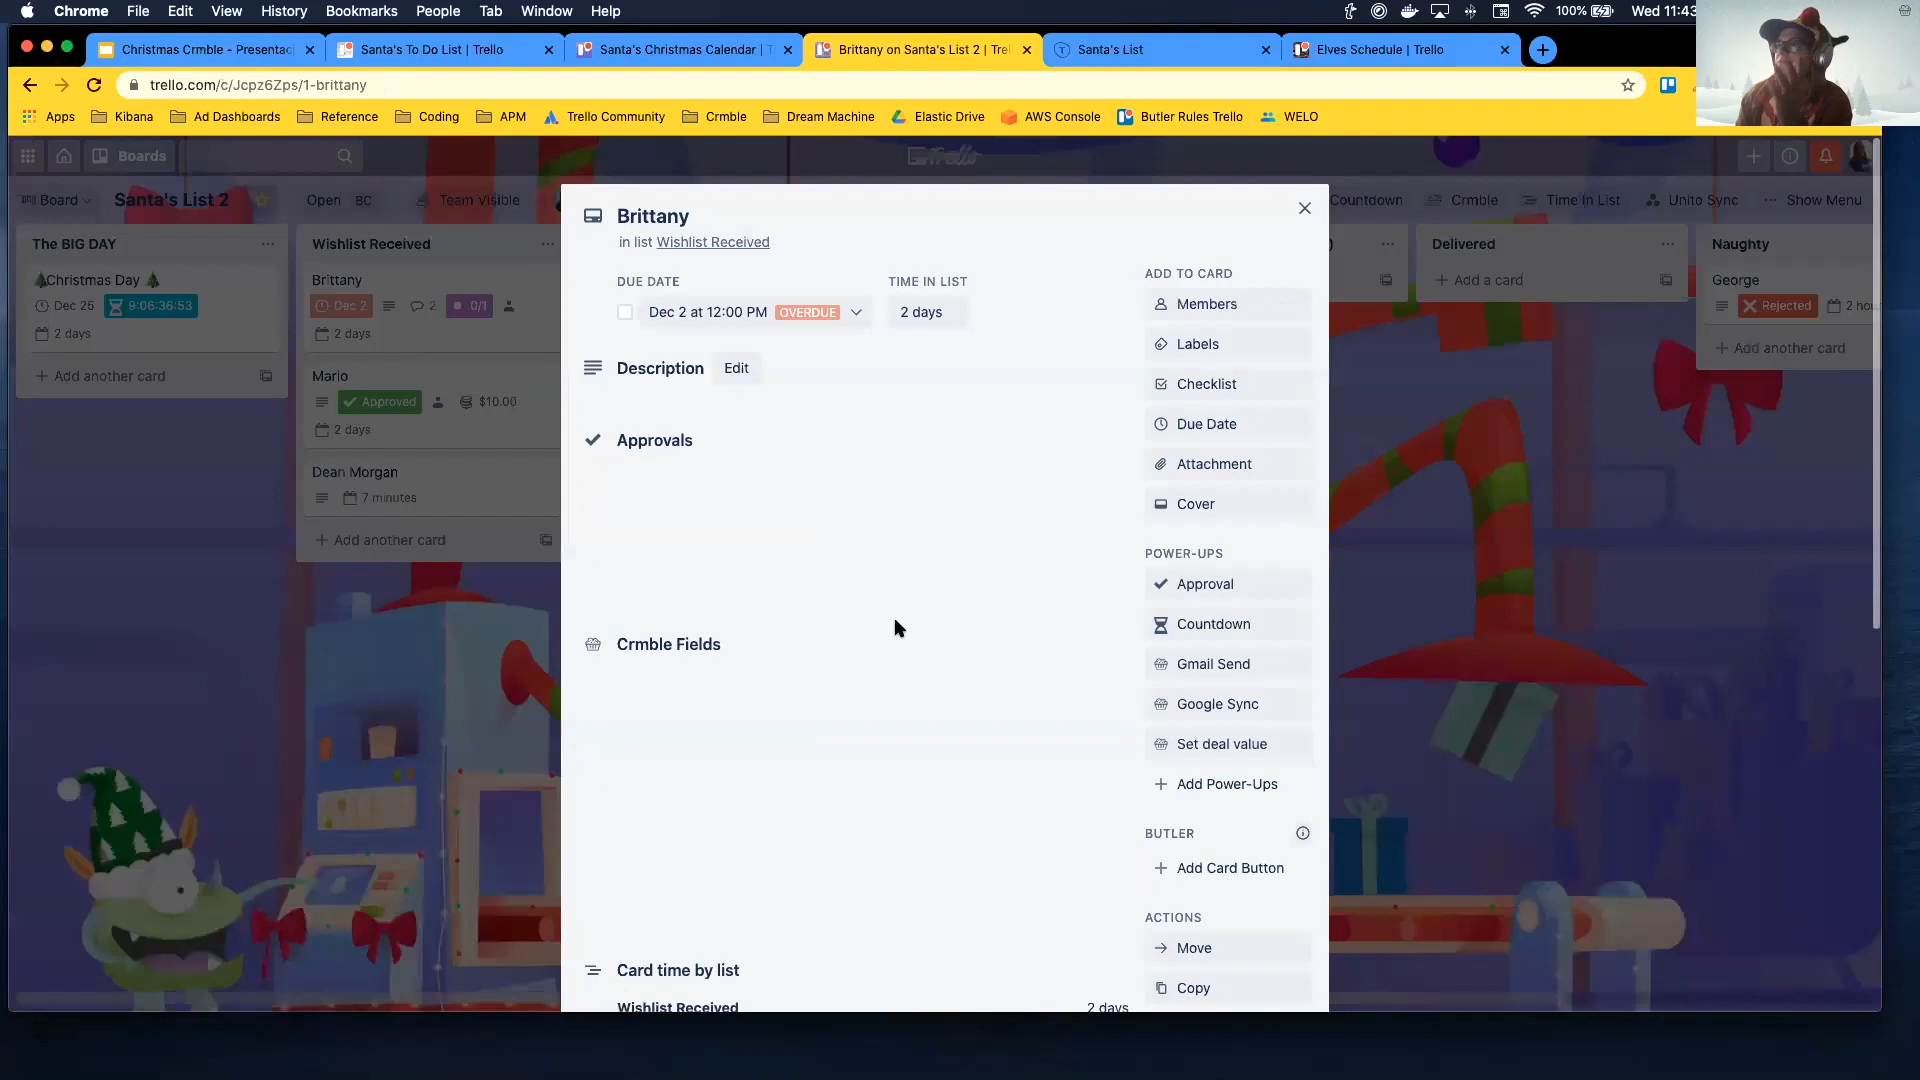 Chrome File Edit View History Bookmarks People Tab Window Help 100% Wed 11:43
Christmas Crmble - Presentac Santa's To Do List | Trello Santa's Christmas Calendar | T Brittany on Santa's List 2 | Trel Santa's List Elves Schedule | Trello
trello.com/c/Jcpz6Zps/1-brittany
Apps Kibana Ad Dashboards Reference Coding APM Trello Community Crmble Dream Machine Elastic Drive AWS Console Butler Rules Trello WELO
Boards Trello
Board Santa's List 2 Open BC Team Visible Countdown Crmble Time In List Unito Sync Show Menu
The BIG DAY
Christmas Day
Dec 25 9:06:36:53
2 days
Add another card
Wishlist Received
Brittany
Dec 2 2 0/1
2 days
Mario
Approved $10.00
2 days
Dean Morgan
7 minutes
Add another card
Brittany
in list Wishlist Received
DUE DATE
Dec 2 at 12:00 PM OVERDUE
TIME IN LIST
2 days
Description Edit
Approvals
Crmble Fields
Card time by list
Wishlist Received 2 days
ADD TO CARD
Members
Labels
Checklist
Due Date
Attachment
Cover
POWER-UPS
Approval
Countdown
Gmail Send
Google Sync
Set deal value
Add Power-Ups
BUTLER
Add Card Button
ACTIONS
Move
Copy
)
Delivered
Add a card
Naughty
George
Rejected 2 hou
Add another card